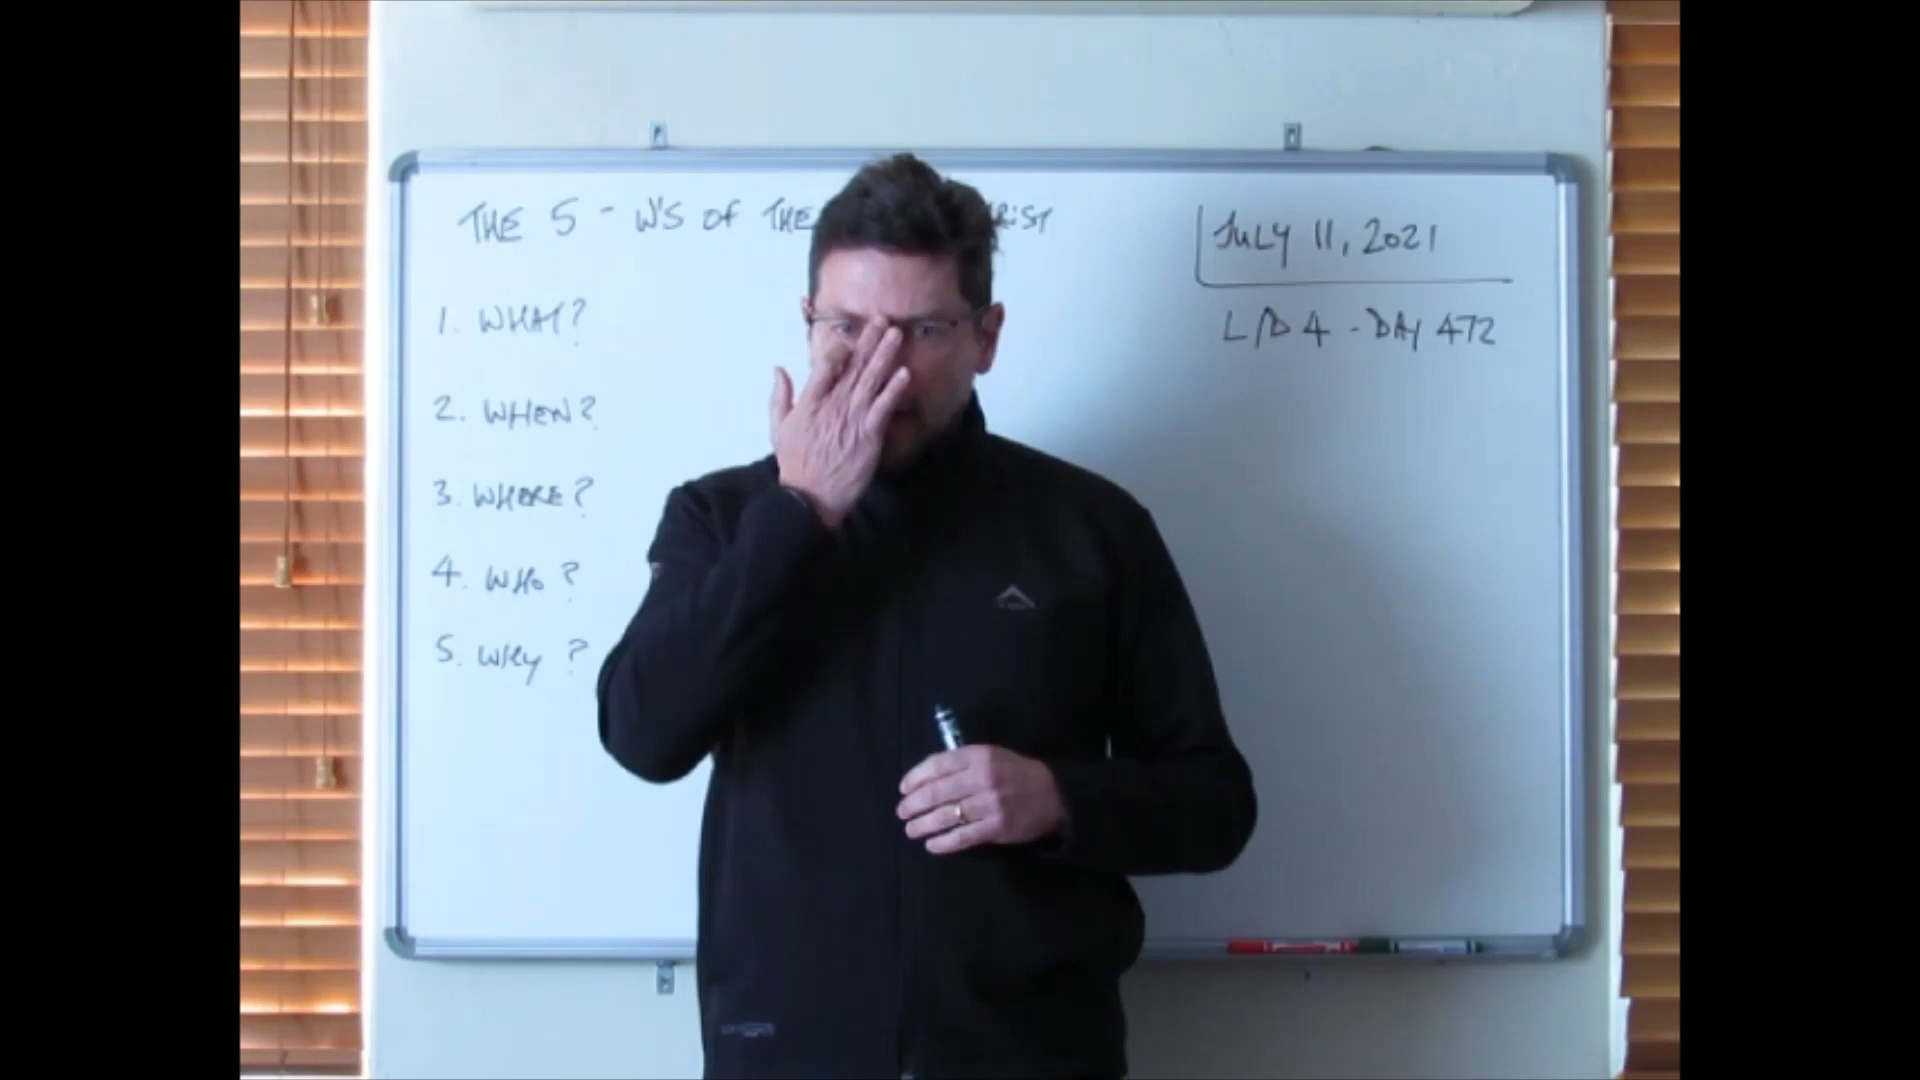 THE 5 - W'S OF THE RIST
1. WHAT?
2. WHEN?
3. WHERE?
4. WHO?
5. WHY?
JULY 11, 2021
L/D 4 - DAY 472